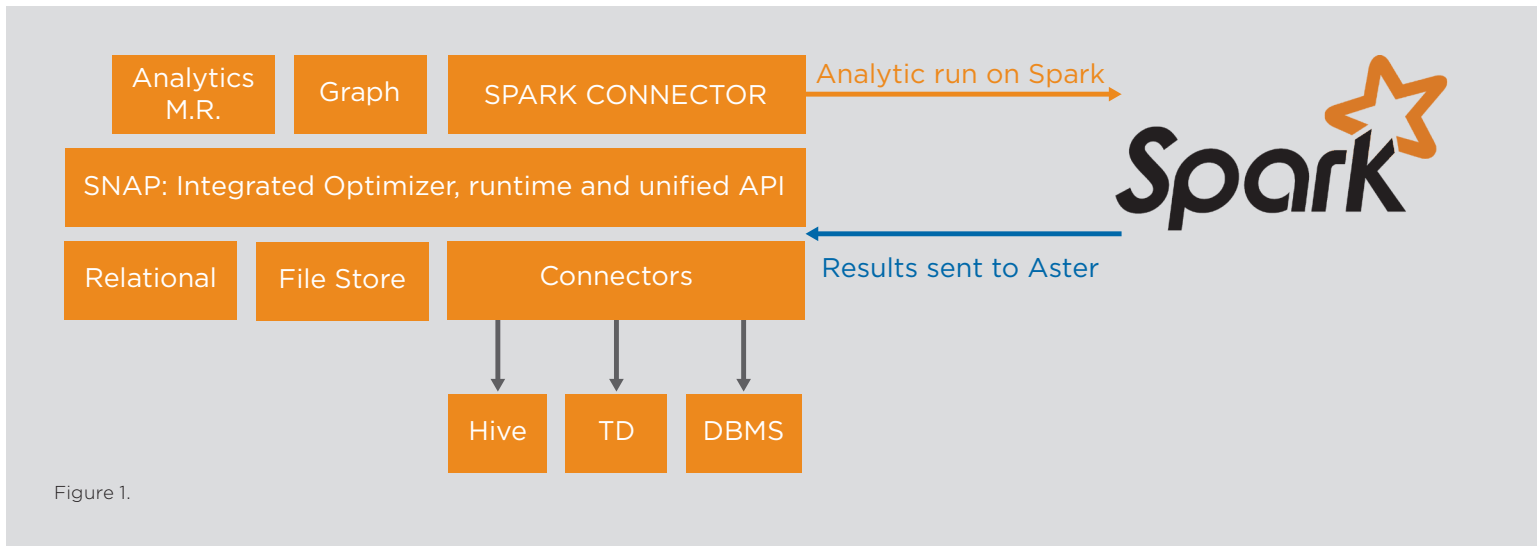 Analytics
M.R.
Graph
SPARK CONNECTOR
Analytic run on Spark
Spark
SNAP: Integrated Optimizer, runtime and unified API
Relational
File Store
Connectors
Results sent to Aster
Hive
TD
DBMS
Figure 1.